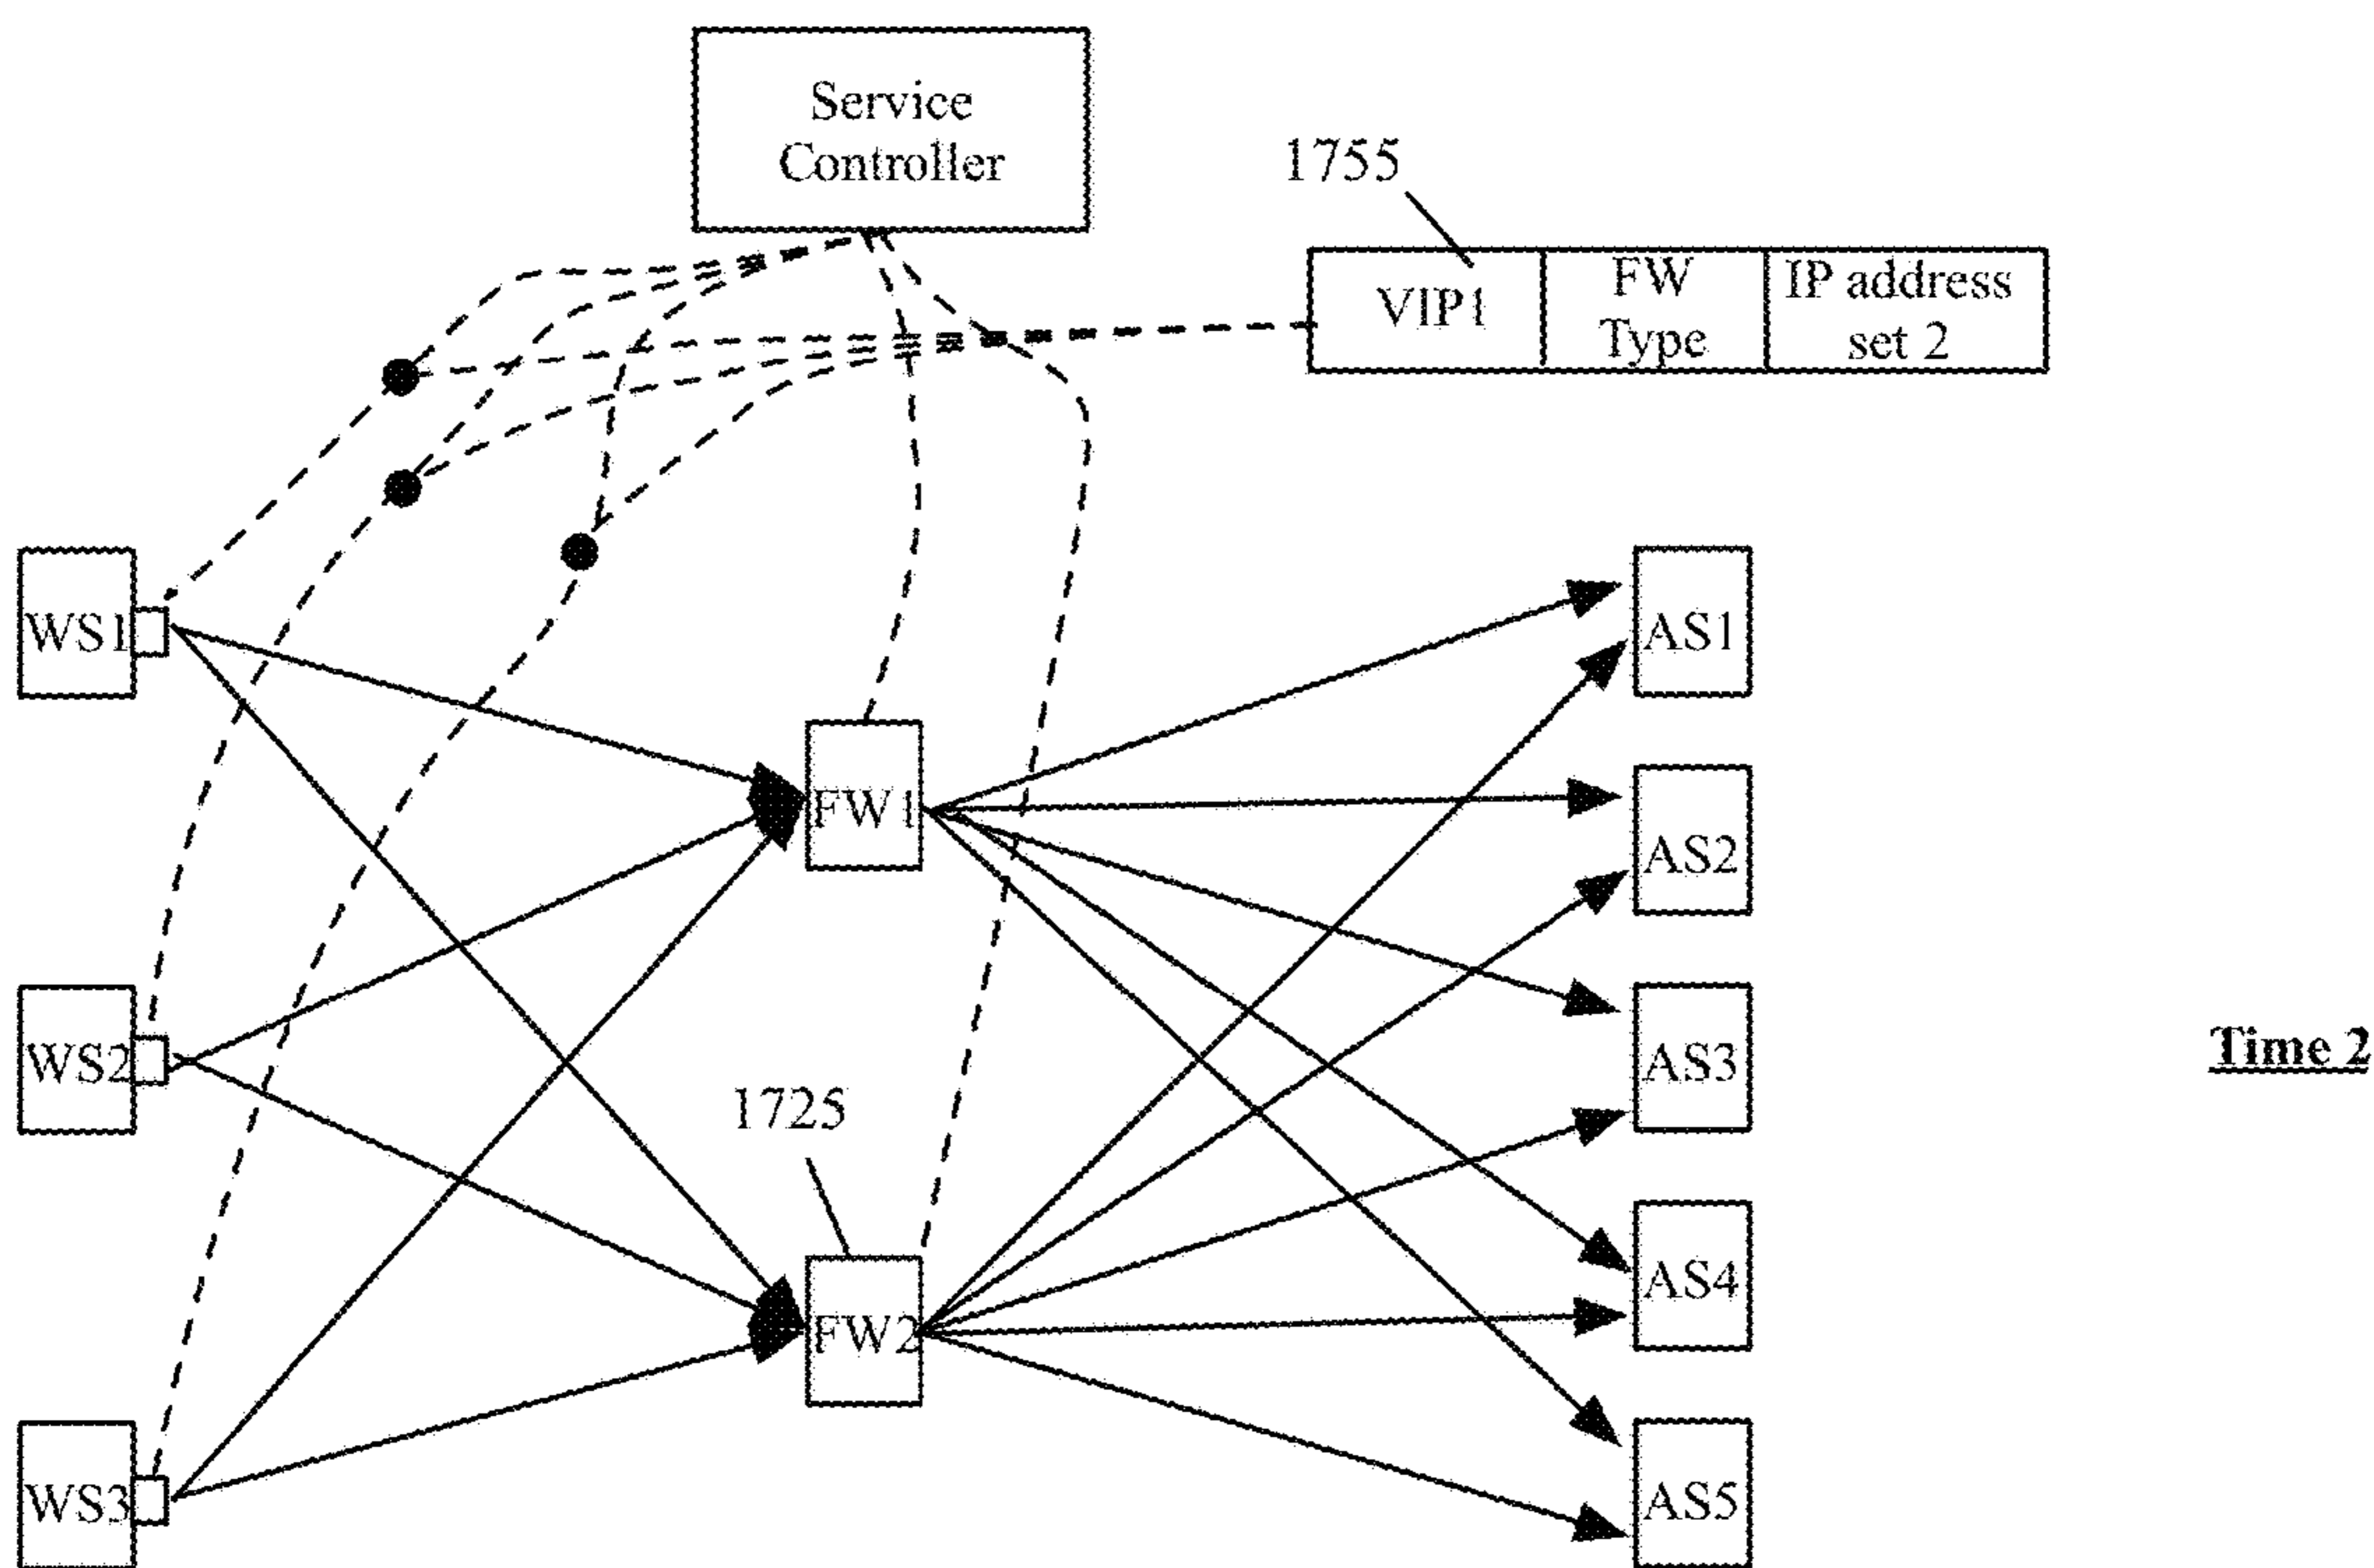 Service
Controller
1755
VIP1
FW
Type
IP address
set 2
WS1
AS1
FW1
AS2
WS2
AS3
Time 2
1725
AS4
FW2
WS3
AS5